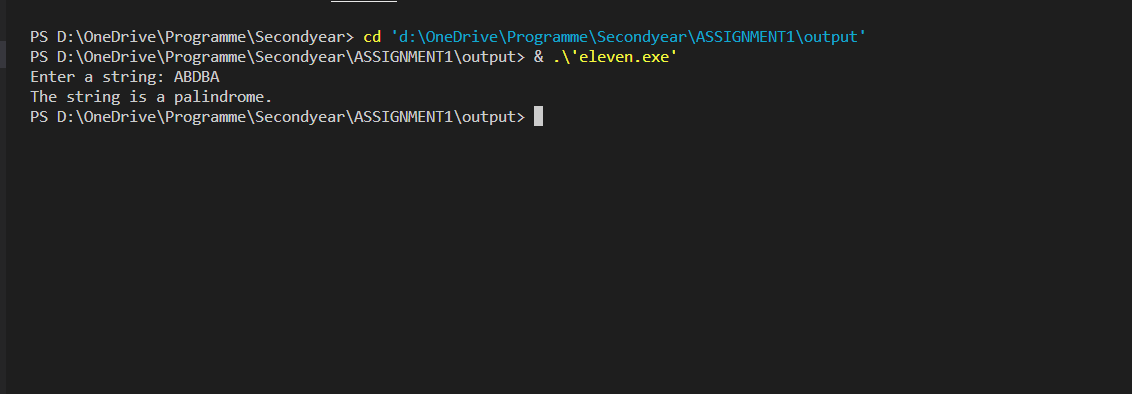 PS D:\OneDrive\Programme\Secondyear> cd 'd:\OneDrive\Programme\Secondyear\ASSIGNMENT1\output'
PS D:\OneDrive\Programme\Secondyear\ASSIGNMENT1\output> & .\'eleven.exe'
Enter a string: ABDBA
The string is a palindrome.
PS D:\OneDrive\Programme\Secondyear\ASSIGNMENT1\output>